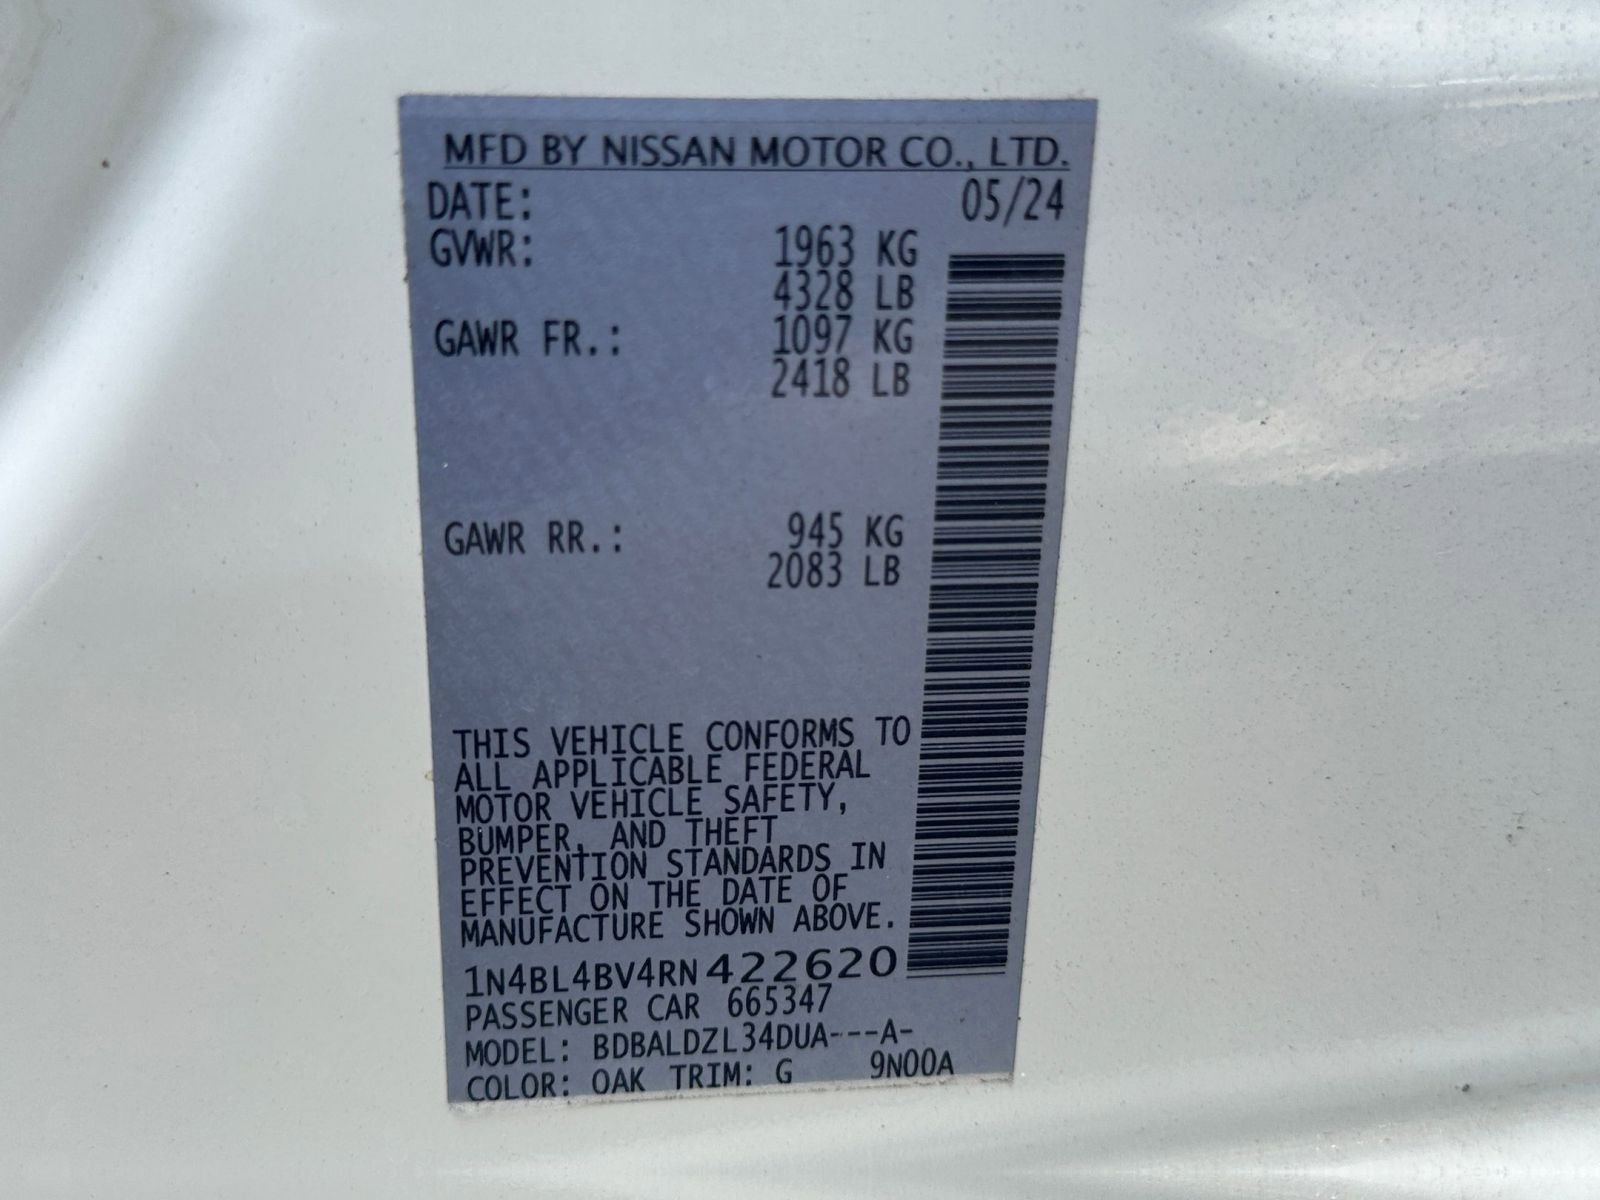 MFD BY NISSAN MOTOR CO., LTD.
DATE: 05/24
GVWR: 1963 KG
4328 LB
GAWR FR.: 1097 KG
2418 LB
GAWR RR.: 945 KG
2083 LB
THIS VEHICLE CONFORMS TO
ALL APPLICABLE FEDERAL
MOTOR VEHICLE SAFETY,
BUMPER, AND THEFT
PREVENTION STANDARDS IN
EFFECT ON THE DATE OF
MANUFACTURE SHOWN ABOVE.
1N4BL4BV4RN422620
PASSENGER CAR 665347
MODEL: BDBALDZL34DUA---A-
COLOR: QAK TRIM: G 9N00A